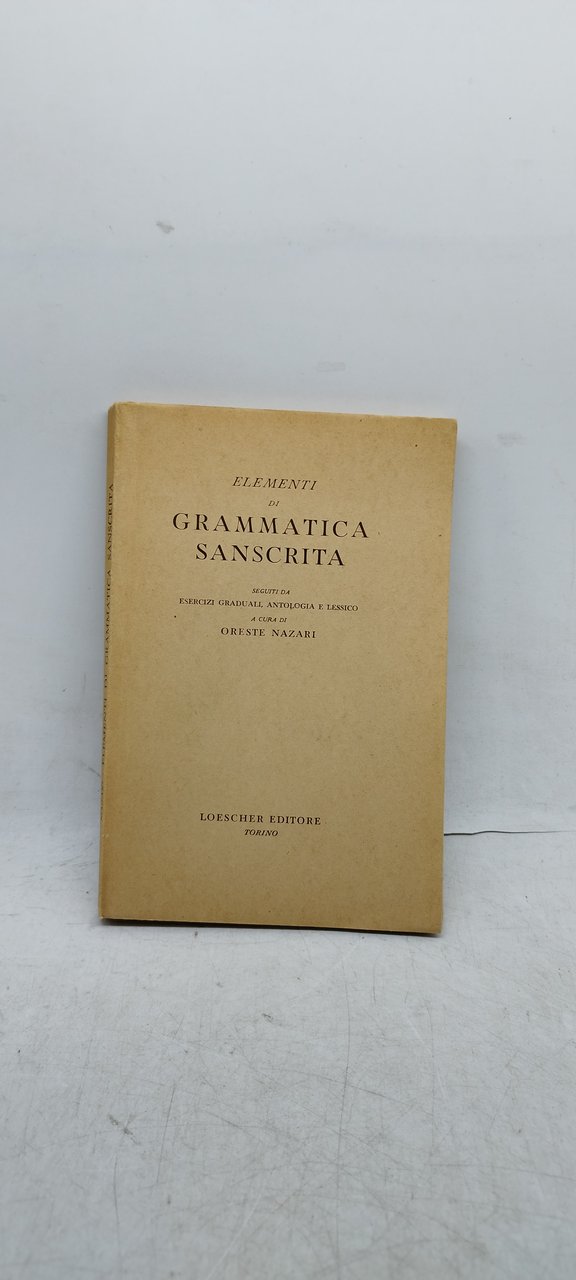 ELEMENTI
DI
GRAMMATICA
SANSCRITA
SEGUITI DA
ESERCIZI GRADUALI, ANTOLOGIA E LESSICO
A CURA DI
ORESTE NAZARI
LOESCHER EDITORE
TORINO
ELEMENTI DI GRAMMATICA SANSCRITA